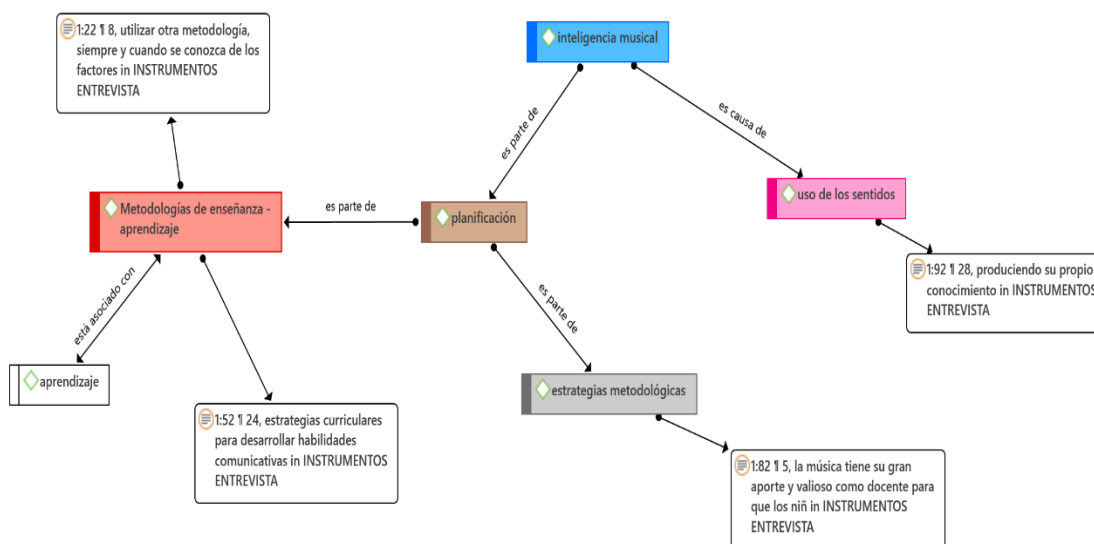 1:22 ¶ 8, utilizar otra metodología,
siempre y cuando se conozca de los
factores in INSTRUMENTOS
ENTREVISTA
inteligencia musical
es parte de
es causa de
Metodologías de enseñanza -
aprendizaje
es parte de
planificación
uso de los sentidos
1:92 ¶ 28, produciendo su propio
conocimiento in INSTRUMENTOS
ENTREVISTA
está asociado con
es parte de
aprendizaje
estrategias metodológicas
1:52 ¶ 24, estrategias curriculares
para desarrollar habilidades
comunicativas in INSTRUMENTOS
ENTREVISTA
1:82 ¶ 5, la música tiene su gran
aporte y valioso como docente para
que los niñ in INSTRUMENTOS
ENTREVISTA